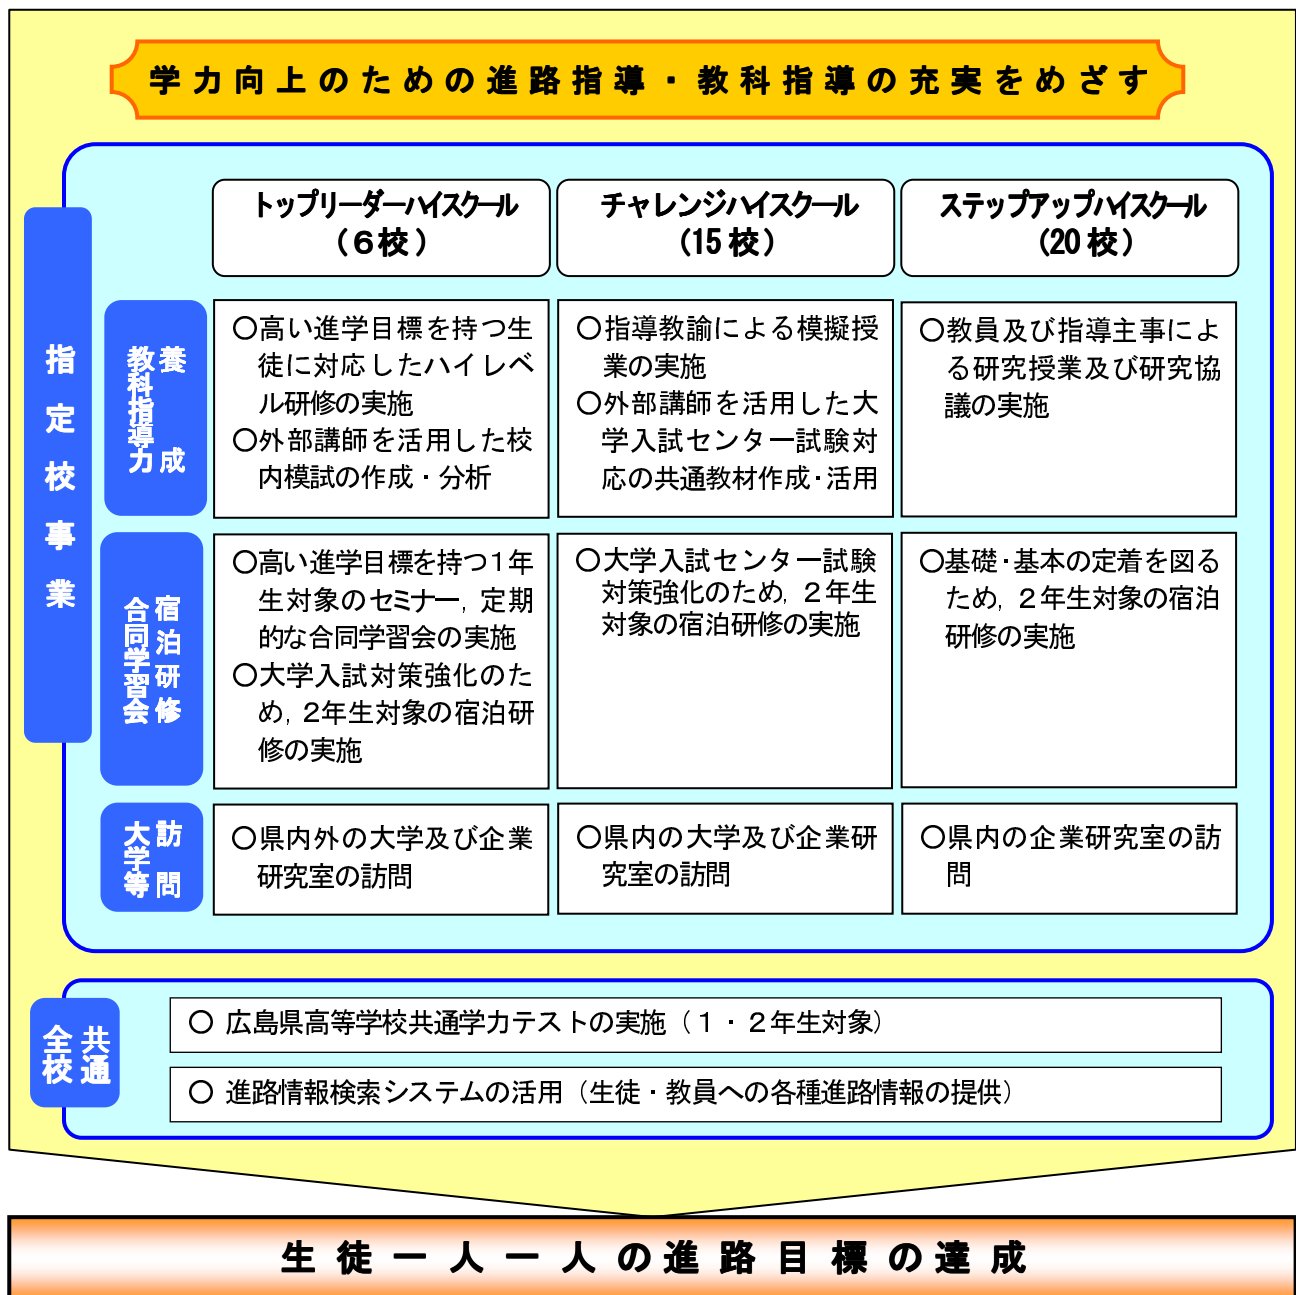 学力向上のための進路指導・教科指導の充実をめざす
指定校事業
トップリーダーハイスクール
（６校）
チャレンジハイスクール
（15校）
ステップアップハイスクール
（20校）
教科指導力
養成
○高い進学目標を持つ生
徒に対応したハイレベ
ル研修の実施
○外部講師を活用した校
内模試の作成・分析
○指導教諭による模擬授
業の実施
○外部講師を活用した大
学入試センター試験対
応の共通教材作成・活用
○教員及び指導主事によ
る研究授業及び研究協
議の実施
合同学習会
宿泊研修
○高い進学目標を持つ１年
生対象のセミナー，定期
的な合同学習会の実施
○大学入試対策強化のた
め，２年生対象の宿泊研
修の実施
○大学入試センター試験
対策強化のため，２年生
対象の宿泊研修の実施
○基礎・基本の定着を図る
ため，２年生対象の宿泊
研修の実施
大学等
訪問
○県内外の大学及び企業
研究室の訪問
○県内の大学及び企業研
究室の訪問
○県内の企業研究室の訪
問
全校
共通
○ 広島県高等学校共通学力テストの実施（１・２年生対象）
○ 進路情報検索システムの活用（生徒・教員への各種進路情報の提供）
生徒一人一人の進路目標の達成